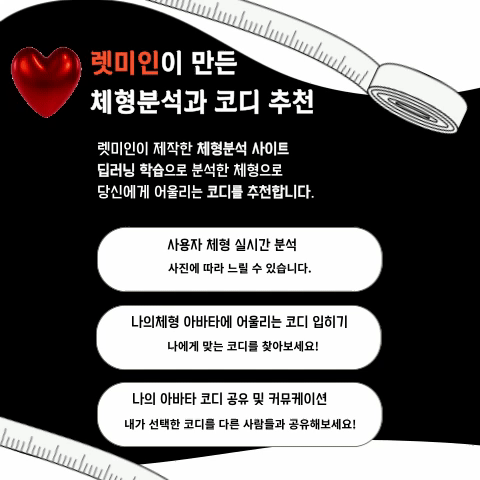 렛미인이 만든
체형분석과 코디 추천
렛미인이 제작한 체형분석 사이트
딥러닝 학습으로 분석한 체형으로
당신에게 어울리는 코디를 추천합니다.
사용자 체형 실시간 분석
사진에 따라 느릴 수 있습니다.
나의체형 아바타에 어울리는 코디 입히기
나에게 맞는 코디를 찾아보세요!
나의 아바타 코디 공유 및 커뮤케이션
내가 선택한 코디를 다른 사람들과 공유해보세요!